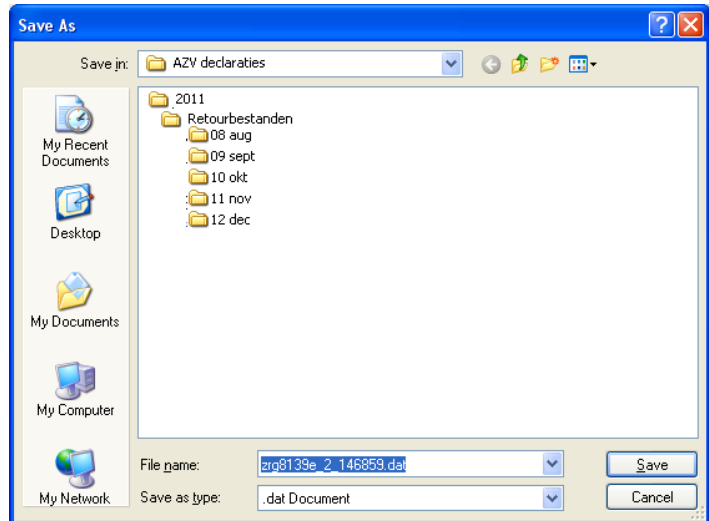 Save As
Save in: AZV declaraties
My Recent
Documents
Desktop
My Documents
My Computer
My Network
2011
Retourbestanden
08 aug
09 sept
10 okt
11 nov
12 dec
File name: zrg8139e_2_146859.dat
Save
Save as type: .dat Document
Cancel